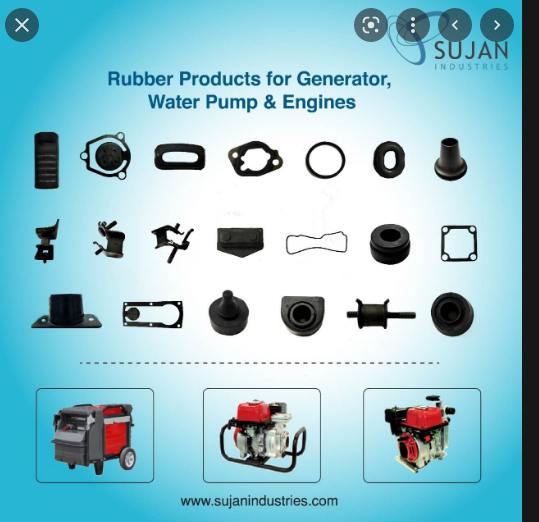 SUJAN
INDUSTRIES
Rubber Products for Generator,
Water Pump & Engines
www.sujanindustries.com